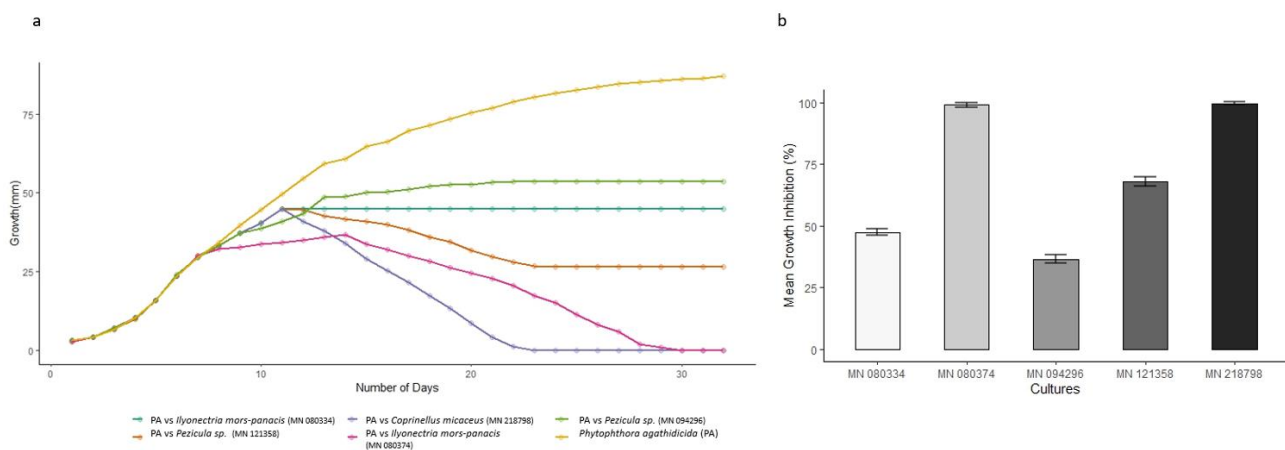 a
Growth(mm)
75
50
25
0
0
10
20
30
Number of Days
PA vs Ilyonectria mors-panacis (MN 080334)
PA vs Coprinellus micaceus (MN 218798)
PA vs Pezicula sp. (MN 094296)
PA vs Pezicula sp. (MN 121358)
PA vs Ilyonectria mors-panacis
(MN 080374)
Phytophthora agathidicida (PA)
b
Mean Growth Inhibition (%)
100
75
50
25
0
MN 080334
MN 080374
MN 094296
MN 121358
MN 218798
Cultures